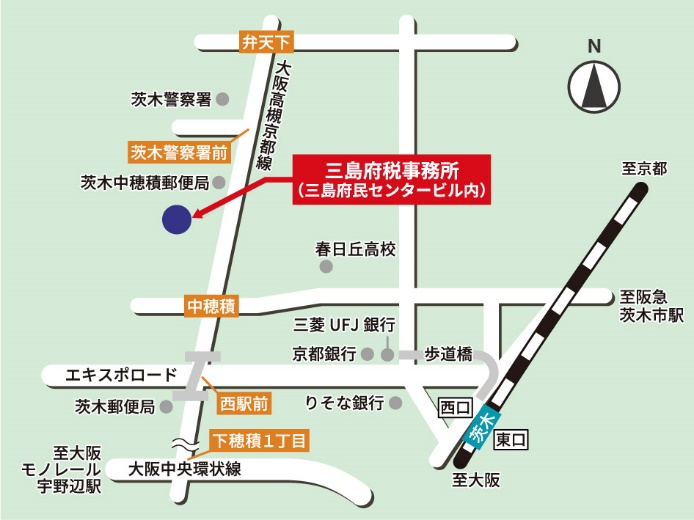 弁天下
N
大阪高槻京都線
茨木警察署
茨木警察署前
三島府税事務所
（三島府民センタービル内）
至京都
茨木中穂積郵便局
春日丘高校
中穂積
至阪急
茨木市駅
三菱 UFJ 銀行
京都銀行
歩道橋
エキスポロード
西駅前
茨木郵便局
りそな銀行
西口
茨木
東口
下穂積１丁目
至大阪
モノレール
宇野辺駅
大阪中央環状線
至大阪